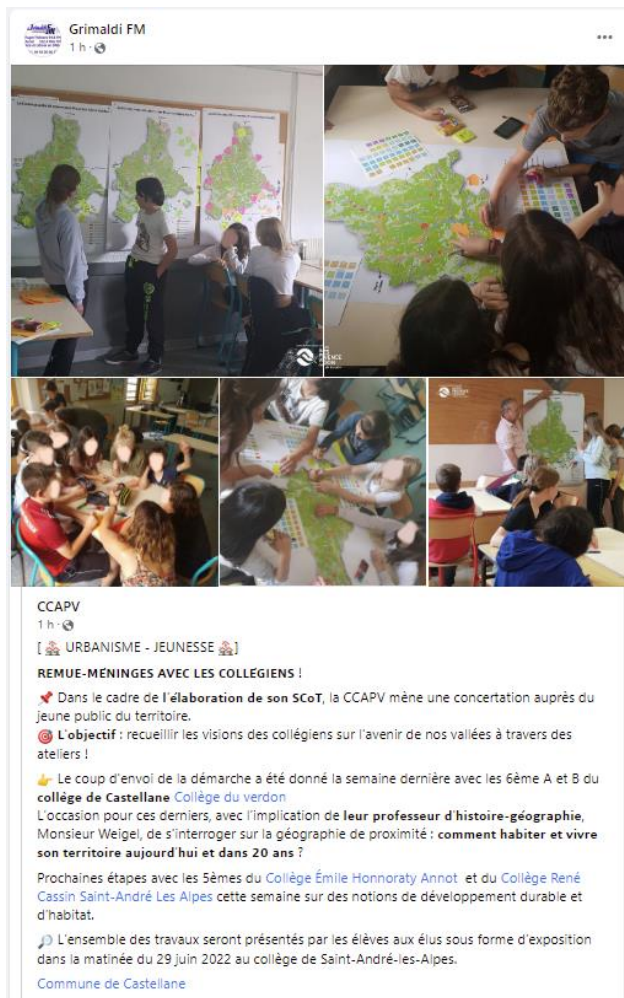 Grimaldi FM
1 h ·
CCAPV
1 h ·
[ URBANISME - JEUNESSE ]
REMUE-MÉNINGES AVEC LES COLLÉGIENS !
Dans le cadre de l'élaboration de son SCoT, la CCAPV mène une concertation auprès du
jeune public du territoire.
L'objectif : recueillir les visions des collégiens sur l'avenir de nos vallées à travers des
ateliers !
Le coup d'envoi de la démarche a été donné la semaine dernière avec les 6ème A et B du
collège de Castellane Collège du verdon
L'occasion pour ces derniers, avec l'implication de leur professeur d'histoire-géographie,
Monsieur Weigel, de s'interroger sur la géographie de proximité : comment habiter et vivre
son territoire aujourd'hui et dans 20 ans ?
Prochaines étapes avec les 5èmes du Collège Émile Honnoraty Annot et du Collège René
Cassin Saint-André Les Alpes cette semaine sur des notions de développement durable et
d'habitat.
L'ensemble des travaux seront présentés par les élèves aux élus sous forme d'exposition
dans la matinée du 29 juin 2022 au collège de Saint-André-les-Alpes.
Commune de Castellane